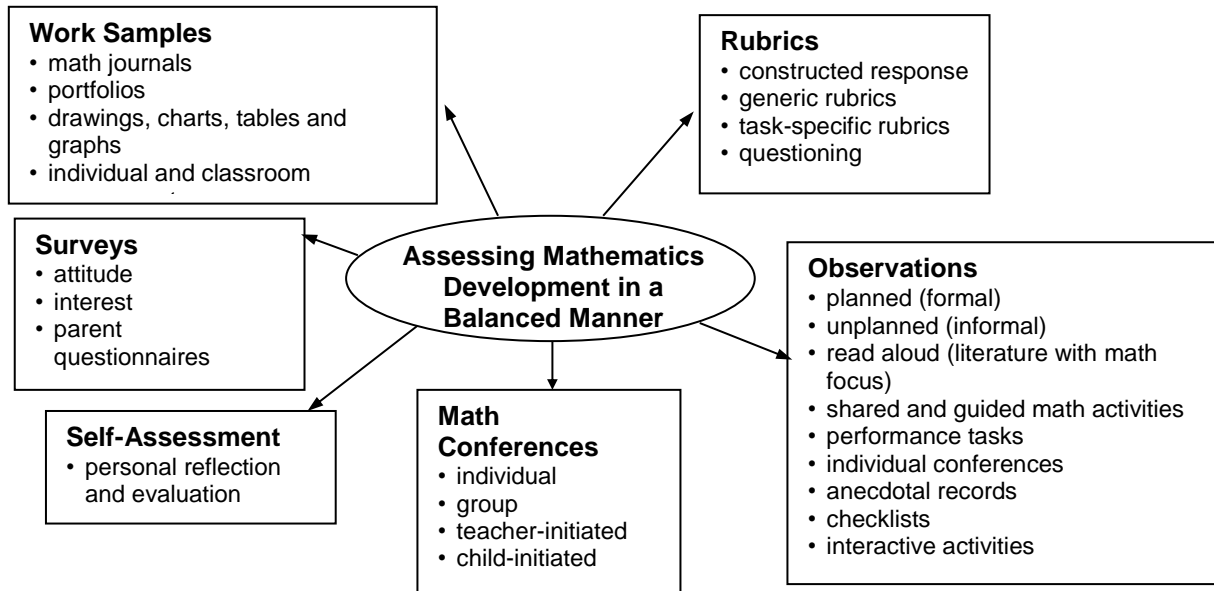 Work Samples
• math journals
• portfolios
• drawings, charts, tables and
graphs
• individual and classroom
Rubrics
• constructed response
• generic rubrics
• task-specific rubrics
• questioning
Surveys
• attitude
• interest
• parent
questionnaires
Assessing Mathematics
Development in a
Balanced Manner
Observations
• planned (formal)
• unplanned (informal)
• read aloud (literature with math
focus)
• shared and guided math activities
• performance tasks
• individual conferences
• anecdotal records
• checklists
• interactive activities
Self-Assessment
• personal reflection
and evaluation
Math
Conferences
• individual
• group
• teacher-initiated
• child-initiated